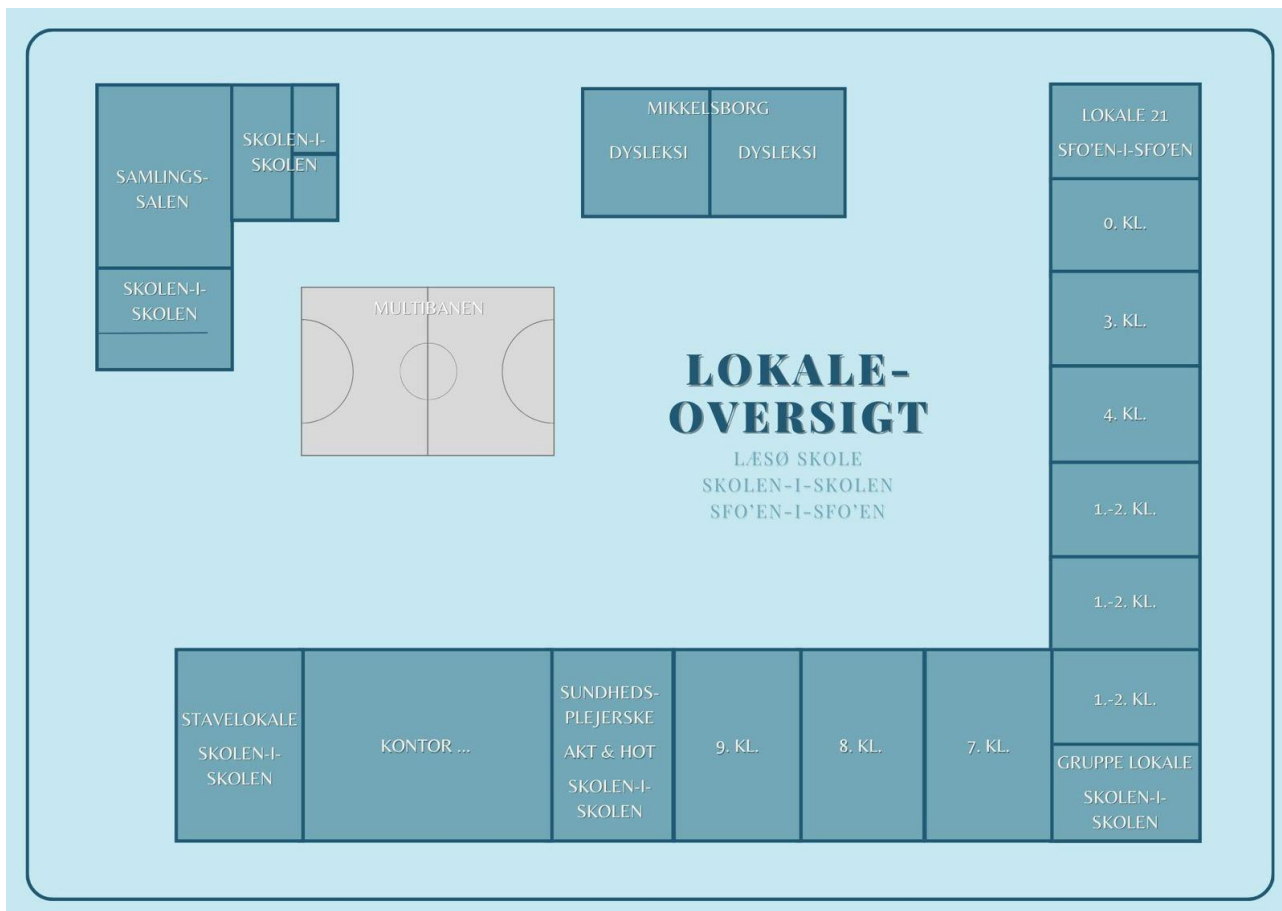 SAMLINGS-
SALEN
SKOLEN-I-
SKOLEN
SKOLEN-I-
SKOLEN
MIKKELSBORG
DYSLEKSI
DYSLEKSI
MULTIBANEN
LOKALE-
OVERSIGT
LÆSØ SKOLE
SKOLEN-I-SKOLEN
SFO'EN-I-SFO'EN
LOKALE 21
SFO'EN-I-SFO'EN
0. KL.
3. KL.
4. KL.
1.-2. KL.
1.-2. KL.
1.-2. KL.
GRUPPE LOKALE
SKOLEN-I-
SKOLEN
STAVELOKALE
SKOLEN-I-
SKOLEN
KONTOR ...
SUNDHEDS-
PLEJERSKE
AKT & HOT
SKOLEN-I-
SKOLEN
9. KL.
8. KL.
7. KL.